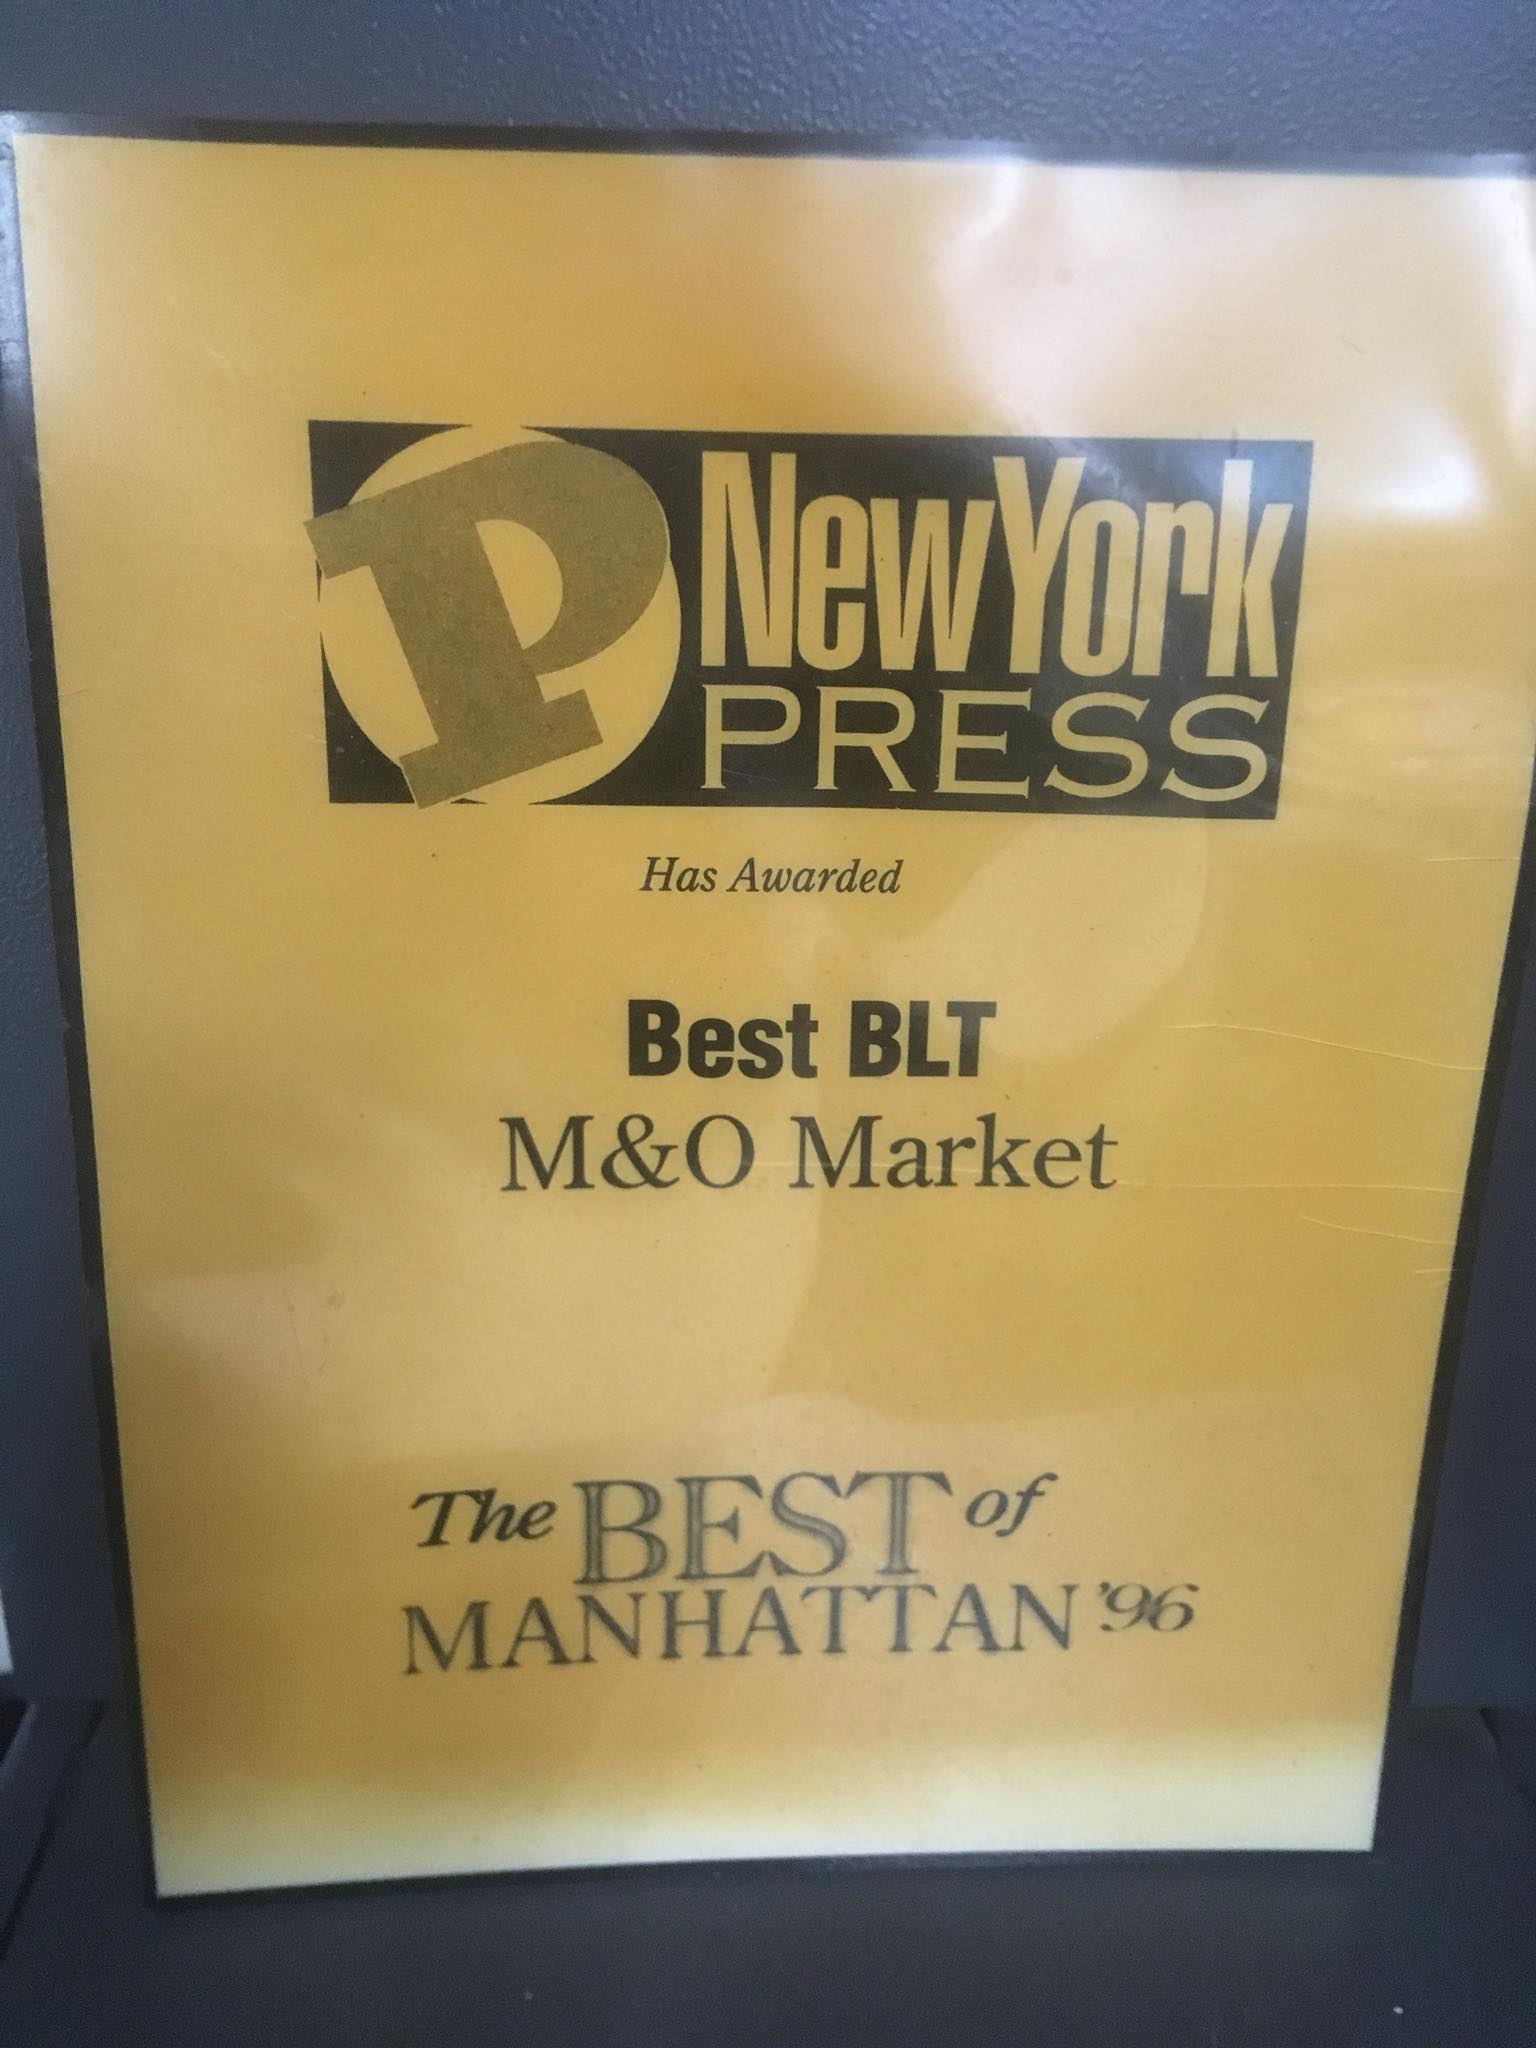 P
NewYork
PRESS
Has Awarded
Best BLT
M&O Market
The BEST of
MANHATTAN '96